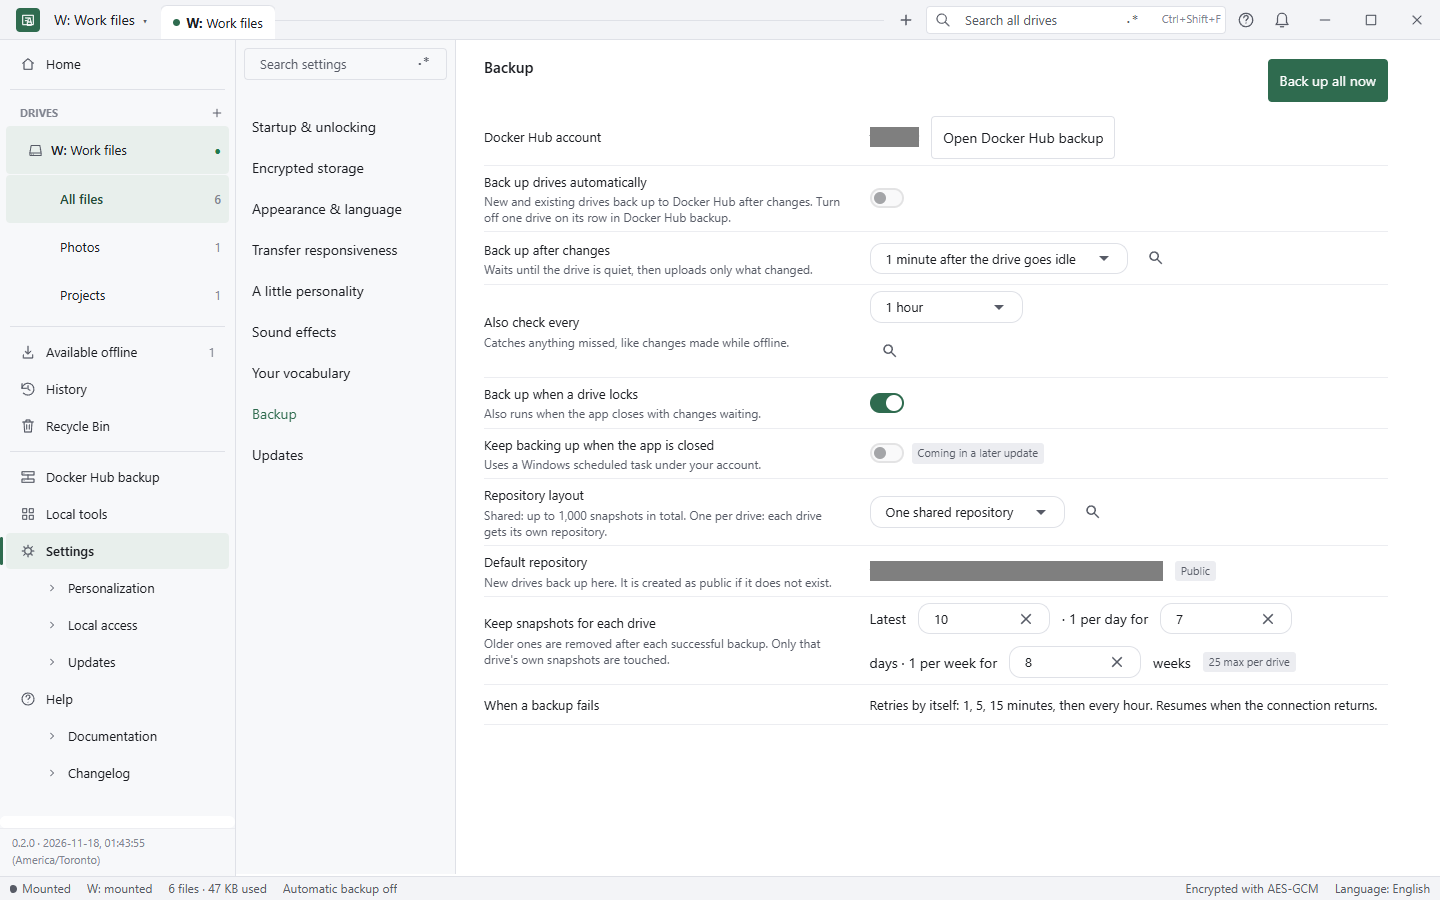 W: Work files
W: Work files
Search all drives
.*
Ctrl+Shift+F
Home
DRIVES
W: Work files
All files 6
Photos 1
Projects 1
Available offline 1
History
Recycle Bin
Docker Hub backup
Local tools
Settings
Personalization
Local access
Updates
Help
Documentation
Changelog
0.2.0 · 2026-11-18, 01:43:55
(America/Toronto)
Search settings .*
Startup & unlocking
Encrypted storage
Appearance & language
Transfer responsiveness
A little personality
Sound effects
Your vocabulary
Backup
Updates
Backup
Back up all now
Docker Hub account
Open Docker Hub backup
Back up drives automatically
New and existing drives back up to Docker Hub after changes. Turn
off one drive on its row in Docker Hub backup.
Back up after changes
Waits until the drive is quiet, then uploads only what changed.
1 minute after the drive goes idle
Also check every
Catches anything missed, like changes made while offline.
1 hour
Back up when a drive locks
Also runs when the app closes with changes waiting.
Keep backing up when the app is closed
Uses a Windows scheduled task under your account.
Coming in a later update
Repository layout
Shared: up to 1,000 snapshots in total. One per drive: each drive
gets its own repository.
One shared repository
Default repository
New drives back up here. It is created as public if it does not exist.
Public
Keep snapshots for each drive
Older ones are removed after each successful backup. Only that
drive's own snapshots are touched.
Latest 10 · 1 per day for 7
days · 1 per week for 8 weeks 25 max per drive
When a backup fails
Retries by itself: 1, 5, 15 minutes, then every hour. Resumes when the connection returns.
Mounted
W: mounted
6 files · 47 KB used
Automatic backup off
Encrypted with AES-GCM
Language: English